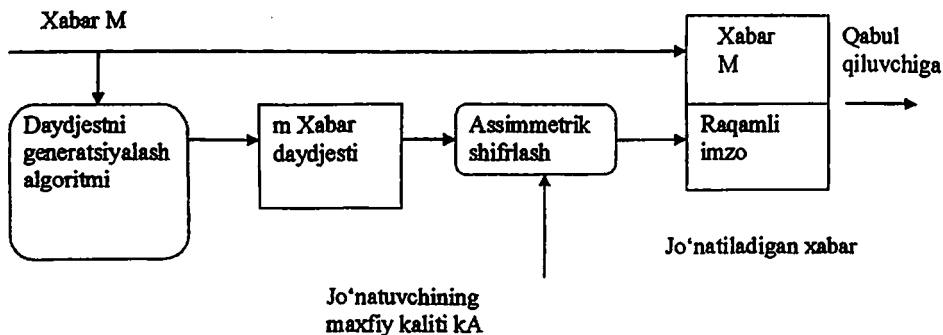 Xabar M
Xabar
M
Qabul
qiluvchiga
Daydjestni
generatsiyalash
algoritmi
m Xabar
daydjesti
Assimmetrik
shifrlash
Raqamli
imzo
Jo‘natiladigan xabar
Jo‘natuvchining
maxfiy kaliti kA